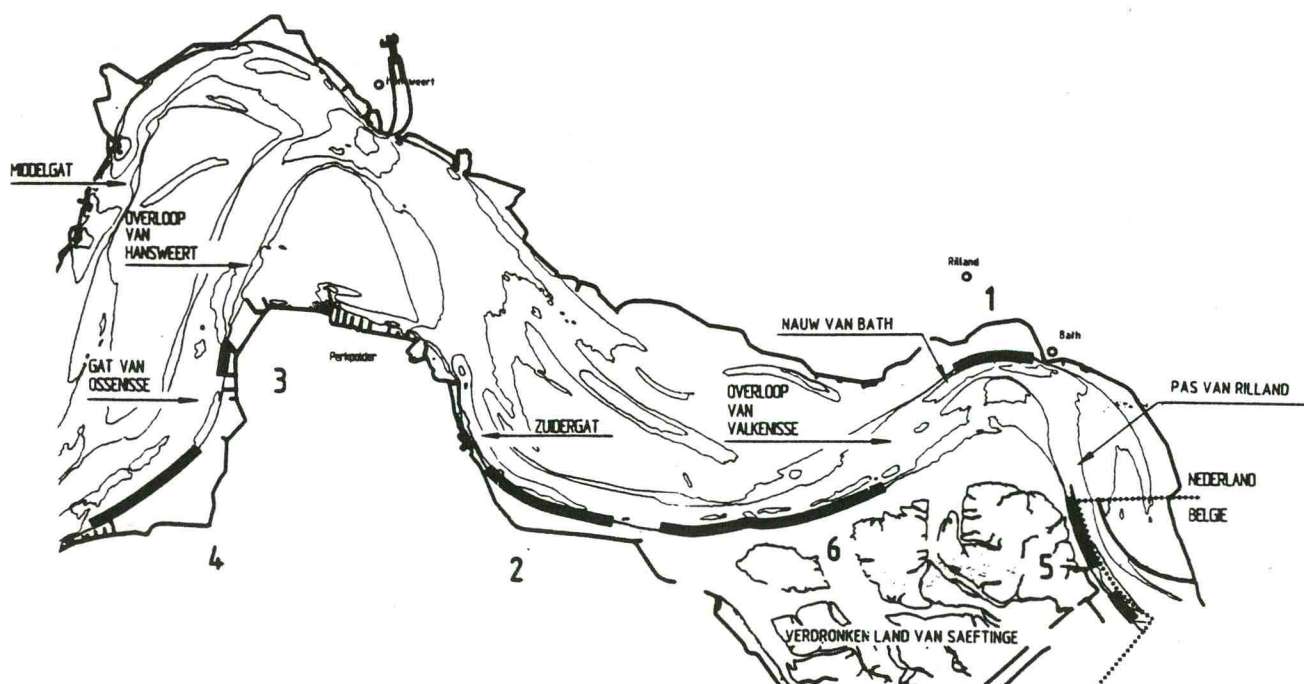 Hansweert
MIDDELGAT
OVERLOOP
VAN
HANSWEERT
Rilland
1
NAUW VAN BATH
Bath
Perkpolder
GAT VAN
OSSENISSE
3
OVERLOOP
VAN
VALKENISSE
PAS VAN RILLAND
ZUIDERGAT
NEDERLAND
BELGIE
4
2
6
5
VERDRONKEN LAND VAN SAEFTINGE